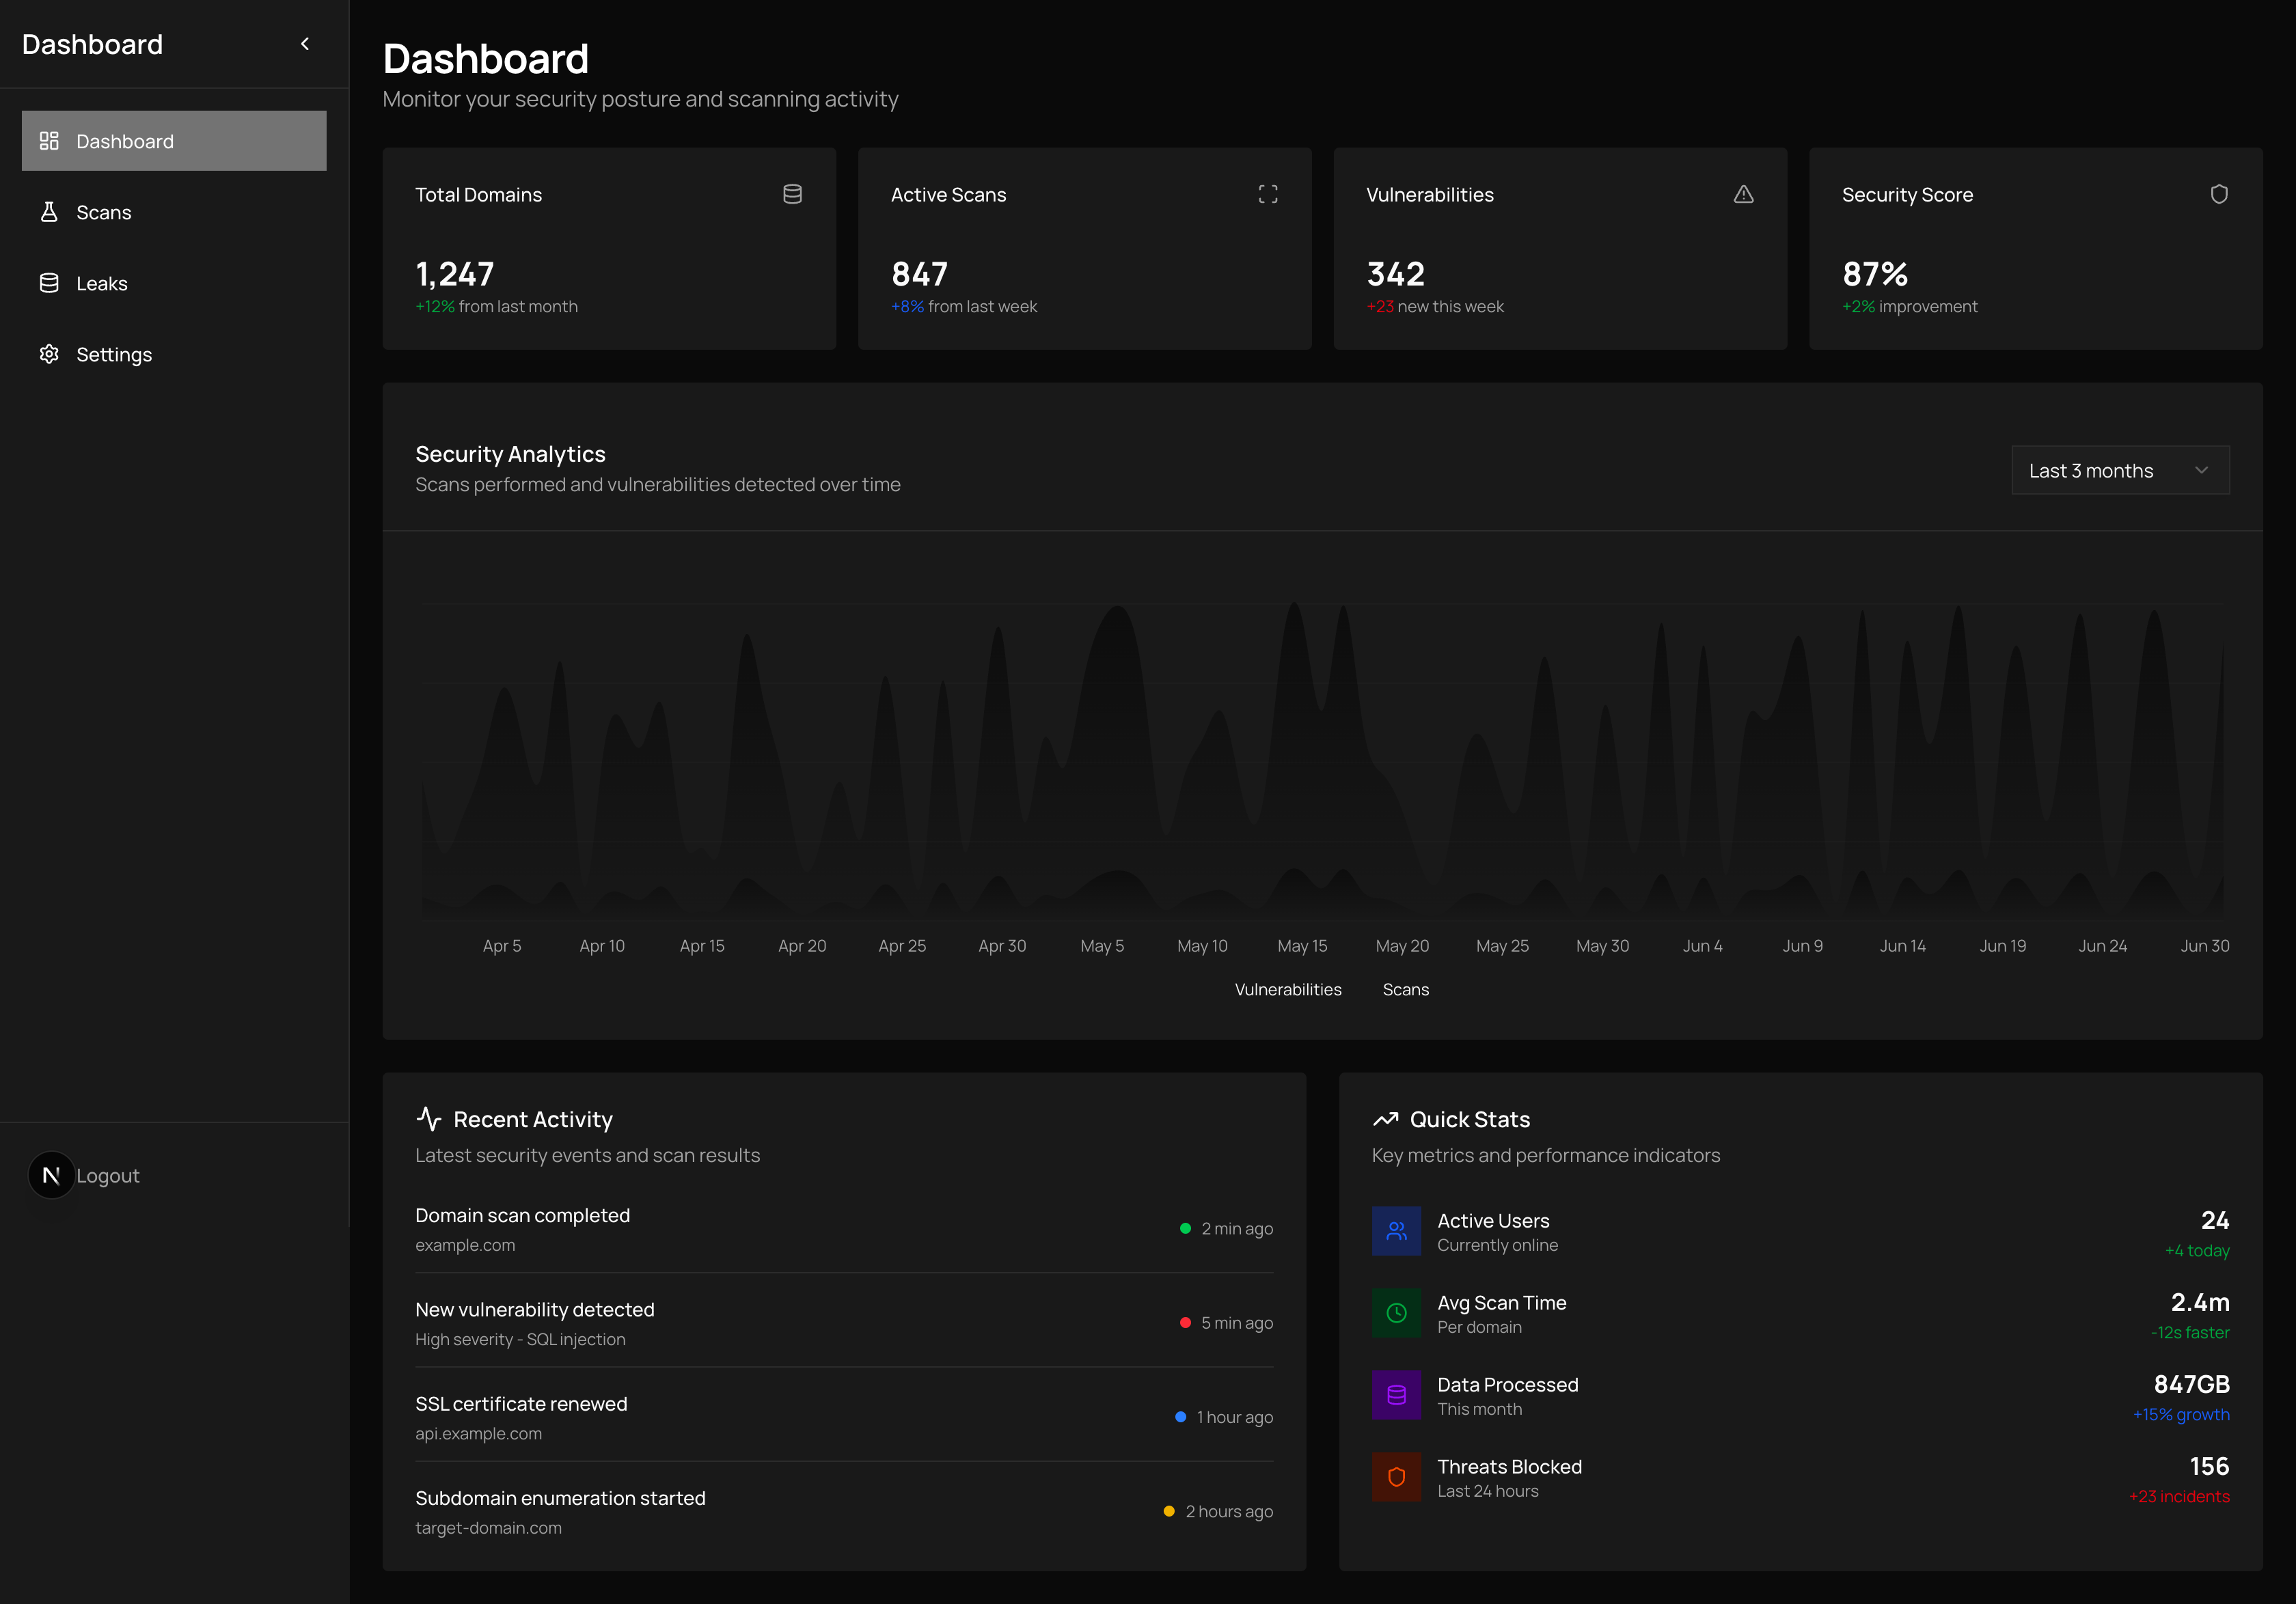 Dashboard
Dashboard
Scans
Leaks
Settings
N
Logout
Dashboard
Monitor your security posture and scanning activity
Total Domains
1,247
+12% from last month
Active Scans
847
+8% from last week
Vulnerabilities
342
+23 new this week
Security Score
87%
+2% improvement
Security Analytics
Scans performed and vulnerabilities detected over time
Last 3 months
Apr 5 Apr 10 Apr 15 Apr 20 Apr 25 Apr 30 May 5 May 10 May 15 May 20 May 25 May 30 Jun 4 Jun 9 Jun 14 Jun 19 Jun 24 Jun 30
Vulnerabilities Scans
Recent Activity
Latest security events and scan results
Domain scan completed
example.com
2 min ago
New vulnerability detected
High severity - SQL injection
5 min ago
SSL certificate renewed
api.example.com
1 hour ago
Subdomain enumeration started
target-domain.com
2 hours ago
Quick Stats
Key metrics and performance indicators
Active Users
Currently online
24
+4 today
Avg Scan Time
Per domain
2.4m
-12s faster
Data Processed
This month
847GB
+15% growth
Threats Blocked
Last 24 hours
156
+23 incidents